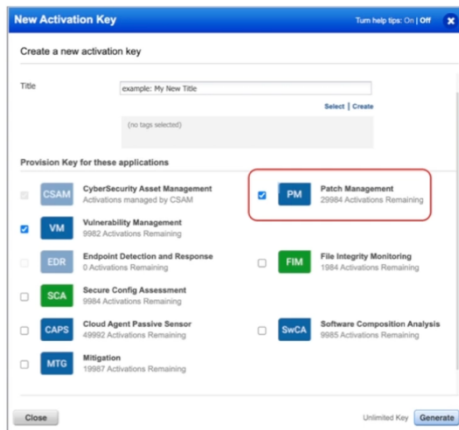 New Activation Key
Turn help tips: On | Off
Create a new activation key
Title
example: My New Title
Select | Create
(no tags selected)
Provision Key for these applications
CSAM
CyberSecurity Asset Management
Activations managed by CSAM
PM
Patch Management
29984 Activations Remaining
VM
Vulnerability Management
9982 Activations Remaining
EDR
Endpoint Detection and Response
0 Activations Remaining
FIM
File Integrity Monitoring
1984 Activations Remaining
SCA
Secure Config Assessment
9984 Activations Remaining
CAPS
Cloud Agent Passive Sensor
49992 Activations Remaining
SwCA
Software Composition Analysis
9985 Activations Remaining
MTG
Mitigation
19987 Activations Remaining
Close
Unlimited Key
Generate